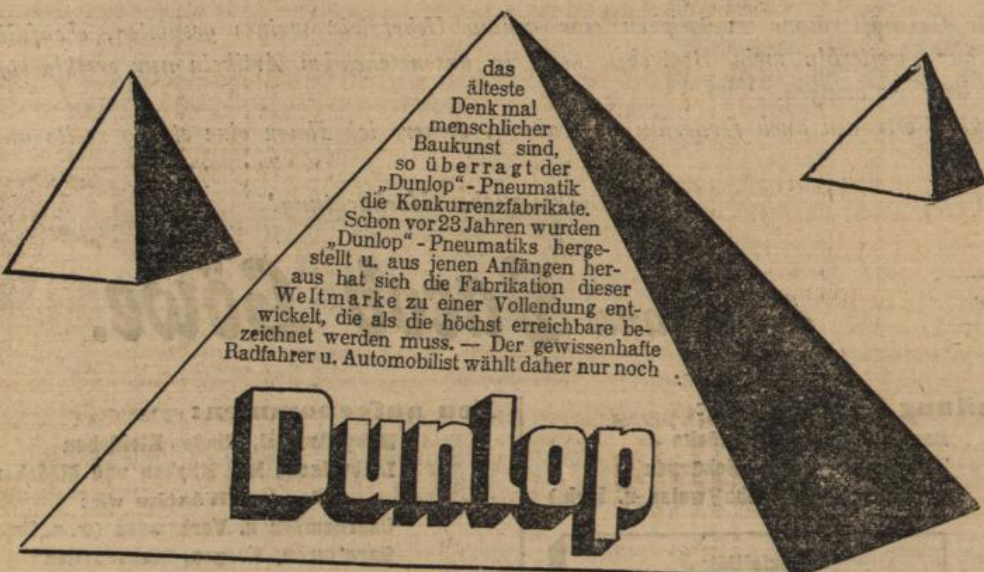 das
älteste
Denkmal
menschlicher
Baukunst sind,
so überragt der
„Dunlop“-Pneumatik
die Konkurrenzfabrikate.
Schon vor 23 Jahren wurden
„Dunlop“-Pneumatiks herge-
stellt u. aus jenen Anfängen her-
aus hat sich die Fabrikation dieser
Weltmarke zu einer Vollendung ent-
wickelt, die als die höchst erreichbare be-
zeichnet werden muss. — Der gewissenhafte
Radfahrer u. Automobilist wählt daher nur noch
Dunlop